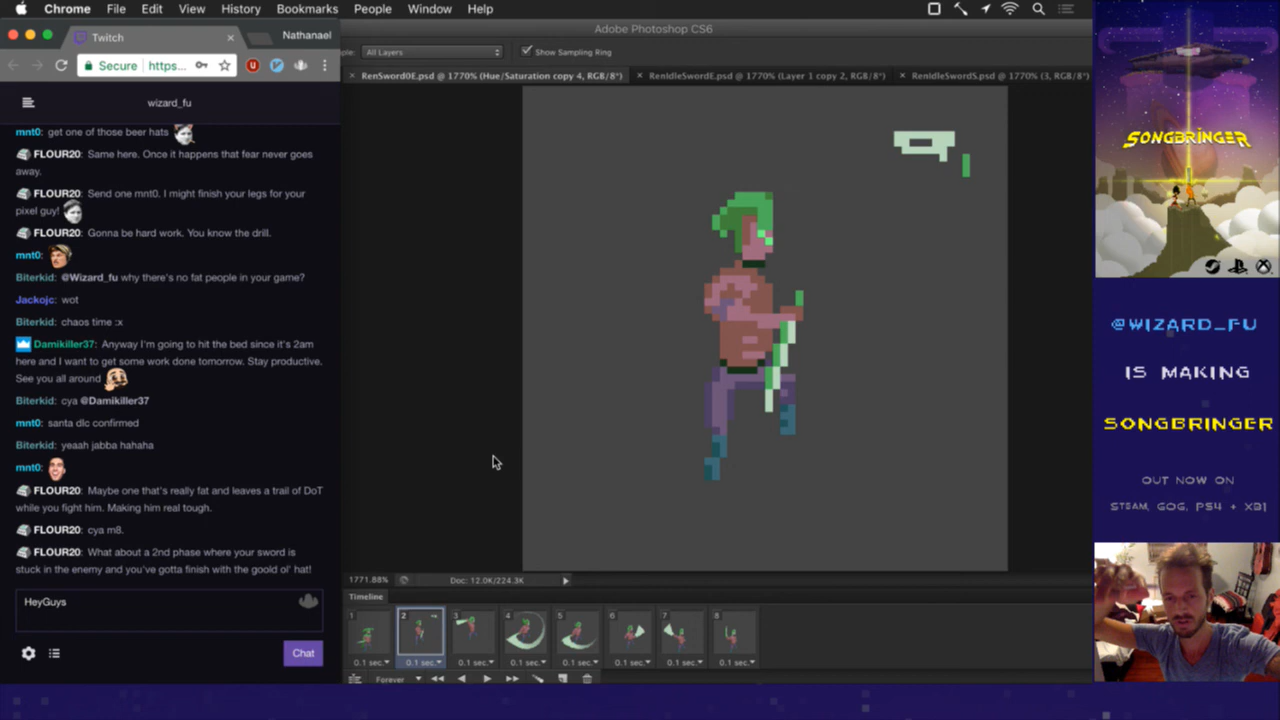 Chrome File Edit View History Bookmarks People Window Help
Twitch
Nathanael
Secure https...
wizard_fu
mnt0: get one of those beer hats
FLOUR20: Same here. Once it happens that fear never goes
away.
FLOUR20: Send one mnt0. I might finish your legs for your
pixel guy!
FLOUR20: Gonna be hard work. You know the drill.
mnt0:
Biterkid: @Wizard_fu why there's no fat people in your game?
Jackojc: wot
Biterkid: chaos time :x
Damikiller37: Anyway I'm going to hit the bed since it's 2am
here and I want to get some work done tomorrow. Stay productive.
See you all around
Biterkid: cya @Damikiller37
mnt0: santa dlc confirmed
Biterkid: yeaah jabba hahaha
mnt0:
FLOUR20: Maybe one that's really fat and leaves a trail of DoT
while you fight him. Making him real tough.
FLOUR20: cya m8.
FLOUR20: What about a 2nd phase where your sword is
stuck in the enemy and you've gotta finish with the goold ol' hat!
HeyGuys
Chat
Adobe Photoshop CS6
ple: All Layers Show Sampling Ring
RenSword0E.psd @ 1770% (Hue/Saturation copy 4, RGB/8*)
RenIdleSwordE.psd @ 1770% (Layer 1 copy 2, RGB/8*)
RenIdleSwordS.psd @ 1770% (3, RGB/8*)
1771.88% Doc: 12.0K/224.3K
Timeline
1 2 3 4 5 6 7 8
0.1 sec. 0.1 sec. 0.1 sec. 0.1 sec. 0.1 sec. 0.1 sec. 0.1 sec. 0.1 sec.
Forever
SONGBRINGER
@WIZARD_FU
IS MAKING
SONGBRINGER
OUT NOW ON
STEAM, GOG, PS4 + XB1